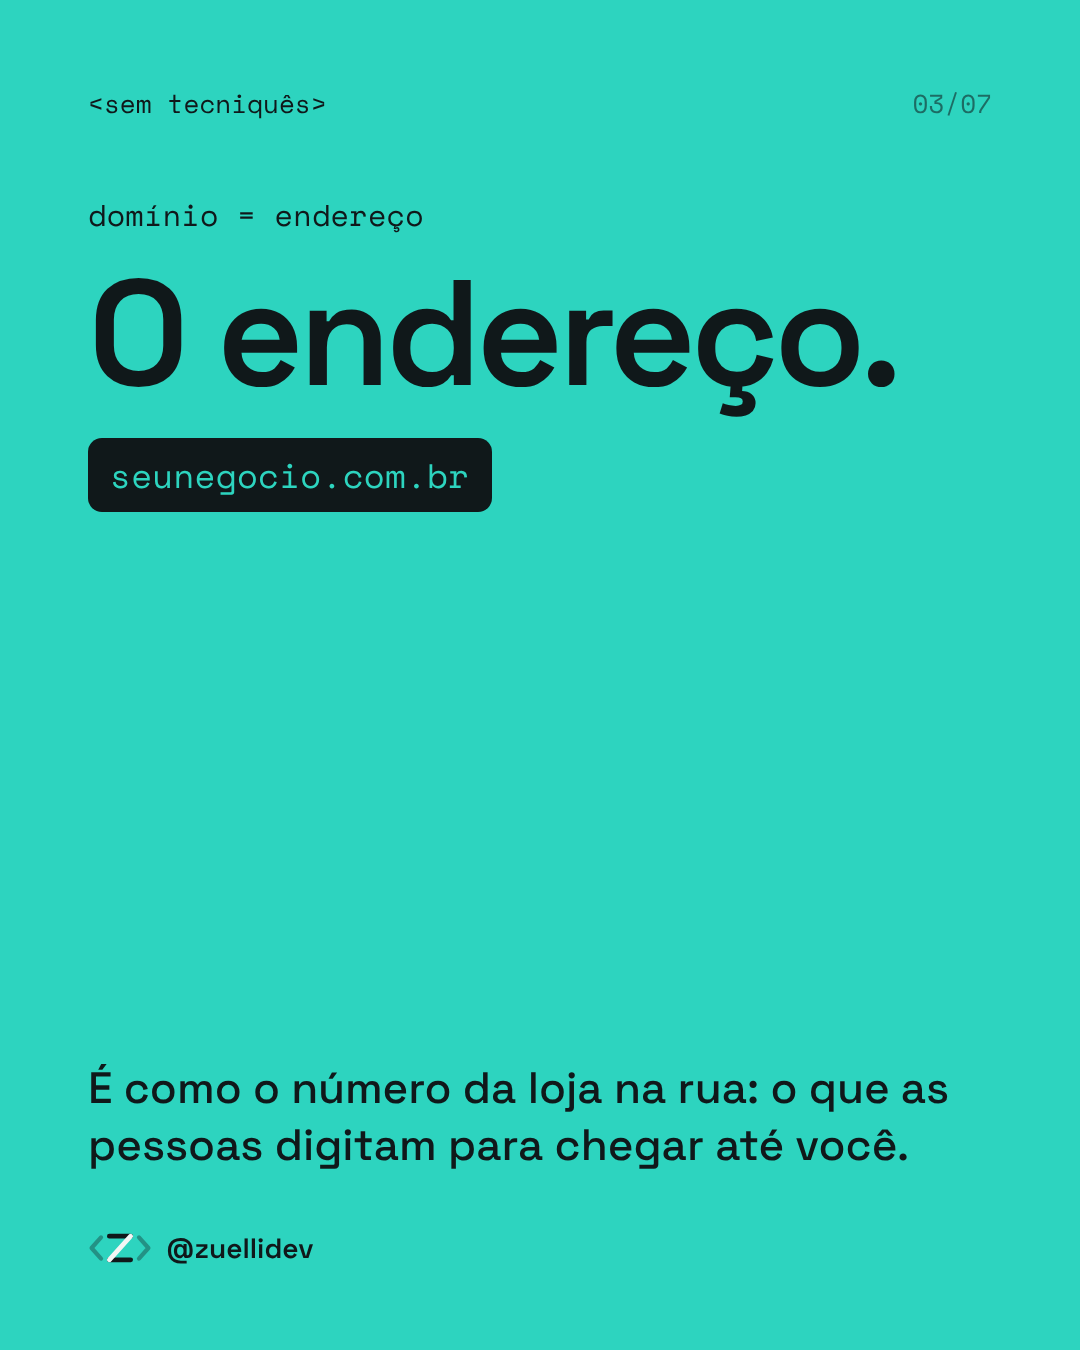 <sem tecniquês>
03/07
domínio = endereço
O endereço.
seunegocio.com.br
É como o número da loja na rua: o que as
pessoas digitam para chegar até você.
<Z> @zuellidev